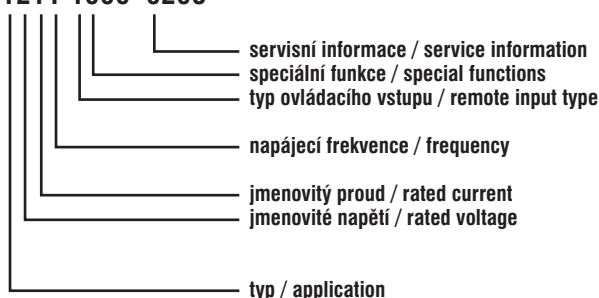 servisní informace / service information
speciální funkce / special functions
typ ovládacího vstupu / remote input type
napájecí frekvence / frequency
jmenovitý proud / rated current
jmenovité napětí / rated voltage
typ / application